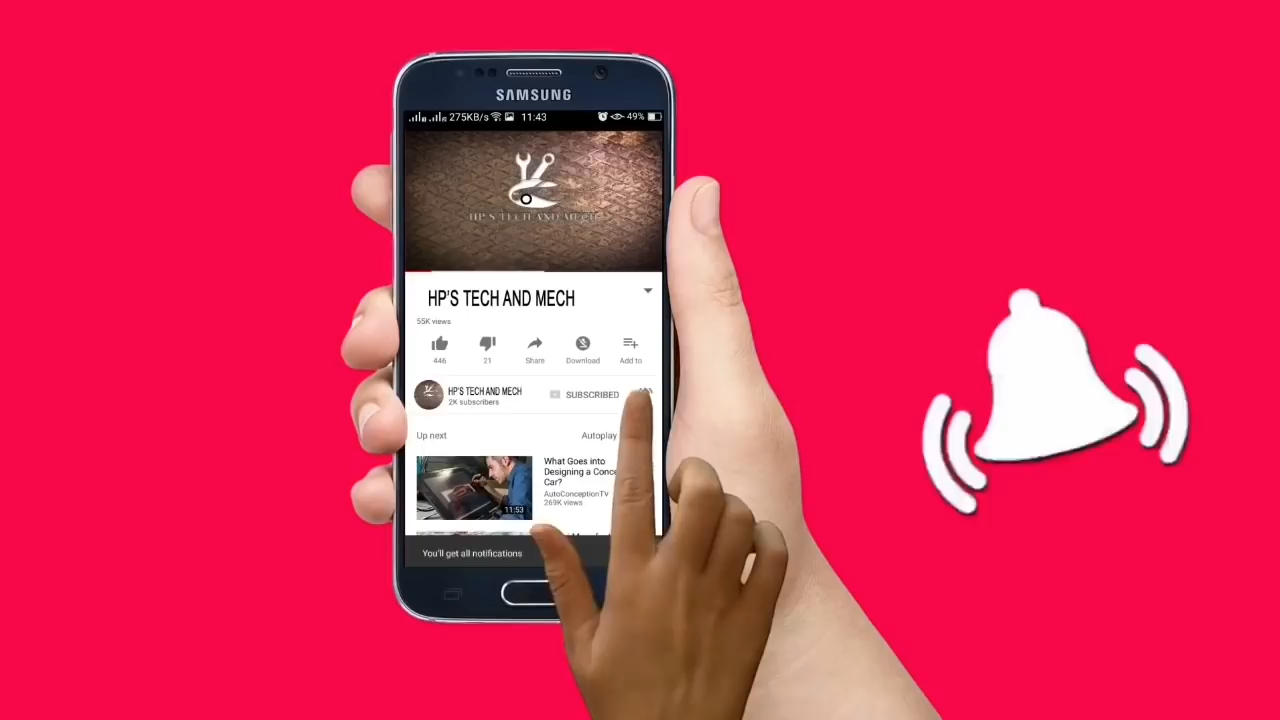 SAMSUNG
275KB/s 11:43 49%
HP'S TECH AND MECH
HP'S TECH AND MECH
55K views
446 21 Share Download Add to
HP'S TECH AND MECH
2K subscribers
SUBSCRIBED
Up next Autoplay
What Goes into
Designing a Conce
Car?
AutoConceptionTV
269K views
11:53
You'll get all notifications